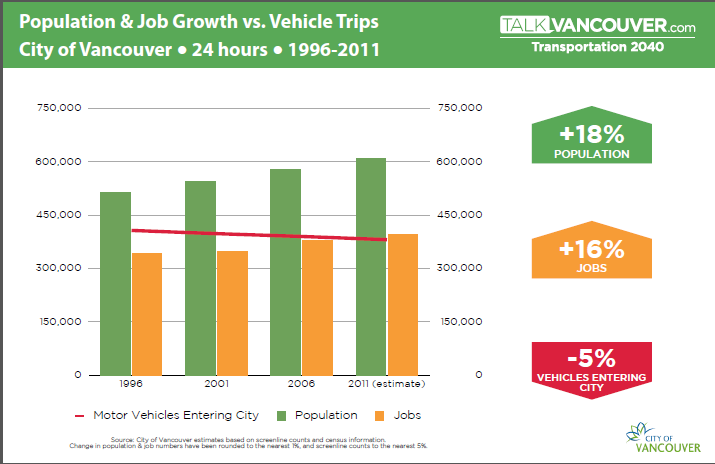 Population & Job Growth vs. Vehicle Trips
City of Vancouver ● 24 hours ● 1996-2011
TALKVANCOUVER.com
Transportation 2040
750,000
750,000
600,000
600,000
450,000
450,000
300,000
300,000
150,000
150,000
0
0
1996
2001
2006
2011 (estimate)
Motor Vehicles Entering City
Population
Jobs
+18%
POPULATION
+16%
JOBS
-5%
VEHICLES ENTERING
CITY
Source: City of Vancouver estimates based on screenline counts and census information.
Change in population & job numbers have been rounded to the nearest 1%, and screenline counts to the nearest 5%.
CITY OF
VANCOUVER